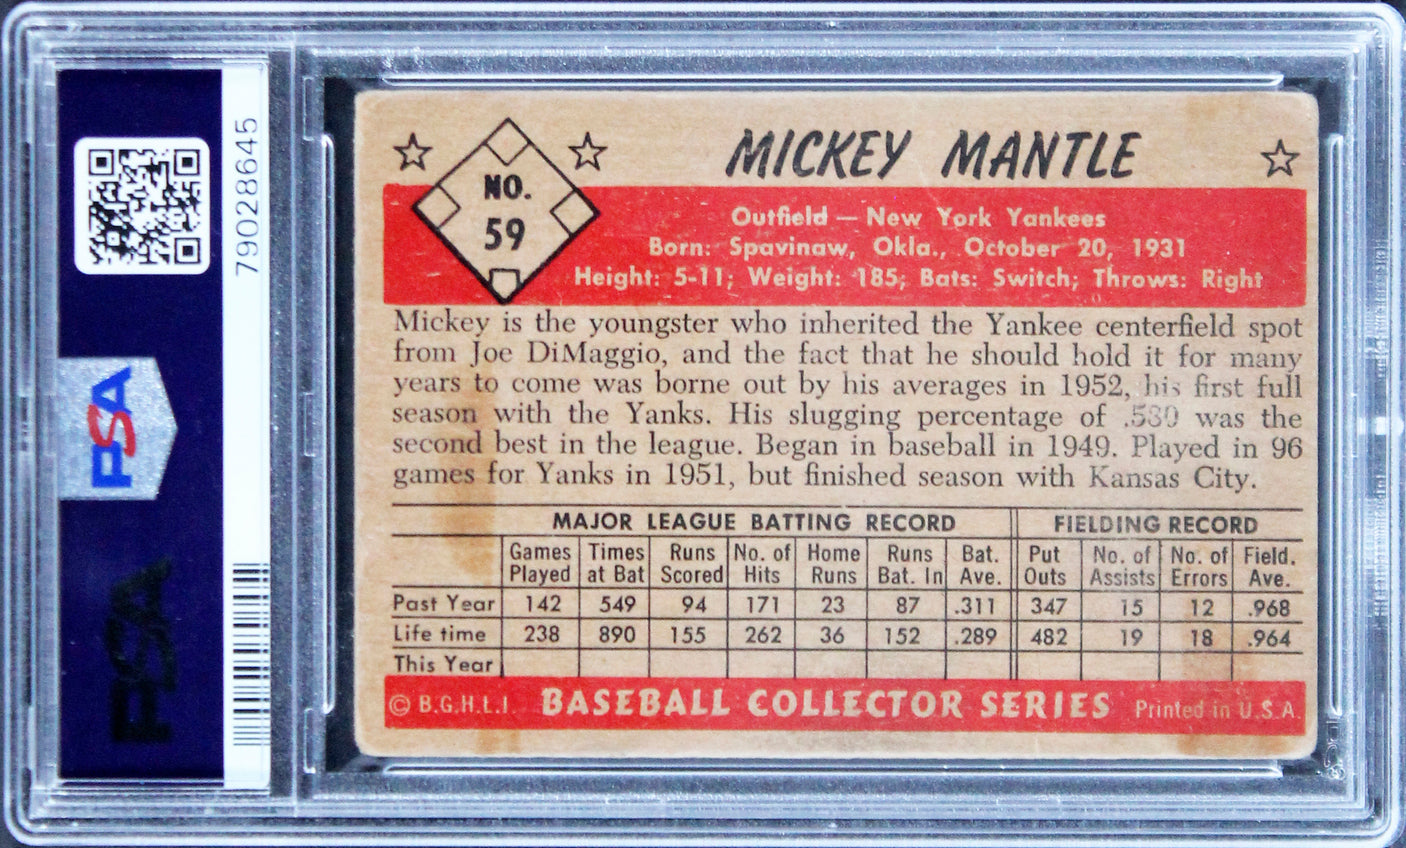 79028645
PSA
PSA
MICKEY MANTLE
NO.
59
Outfield — New York Yankees
Born: Spavinaw, Okla., October 20, 1931
Height: 5-11; Weight: 185; Bats: Switch; Throws: Right
Mickey is the youngster who inherited the Yankee centerfield spot
from Joe DiMaggio, and the fact that he should hold it for many
years to come was borne out by his averages in 1952, his first full
season with the Yanks. His slugging percentage of .530 was the
second best in the league. Began in baseball in 1949. Played in 96
games for Yanks in 1951, but finished season with Kansas City.
MAJOR LEAGUE BATTING RECORD FIELDING RECORD
Games Times Runs No. of Home Runs Bat. Put No. of No. of Field.
Played at Bat Scored Hits Runs Bat. In Ave. Outs Assists Errors Ave.
Past Year 142 549 94 171 23 87 .311 347 15 12 .968
Life time 238 890 155 262 36 152 .289 482 19 18 .964
This Year
© B.G.H.L.I. BASEBALL COLLECTOR SERIES Printed in U.S.A.